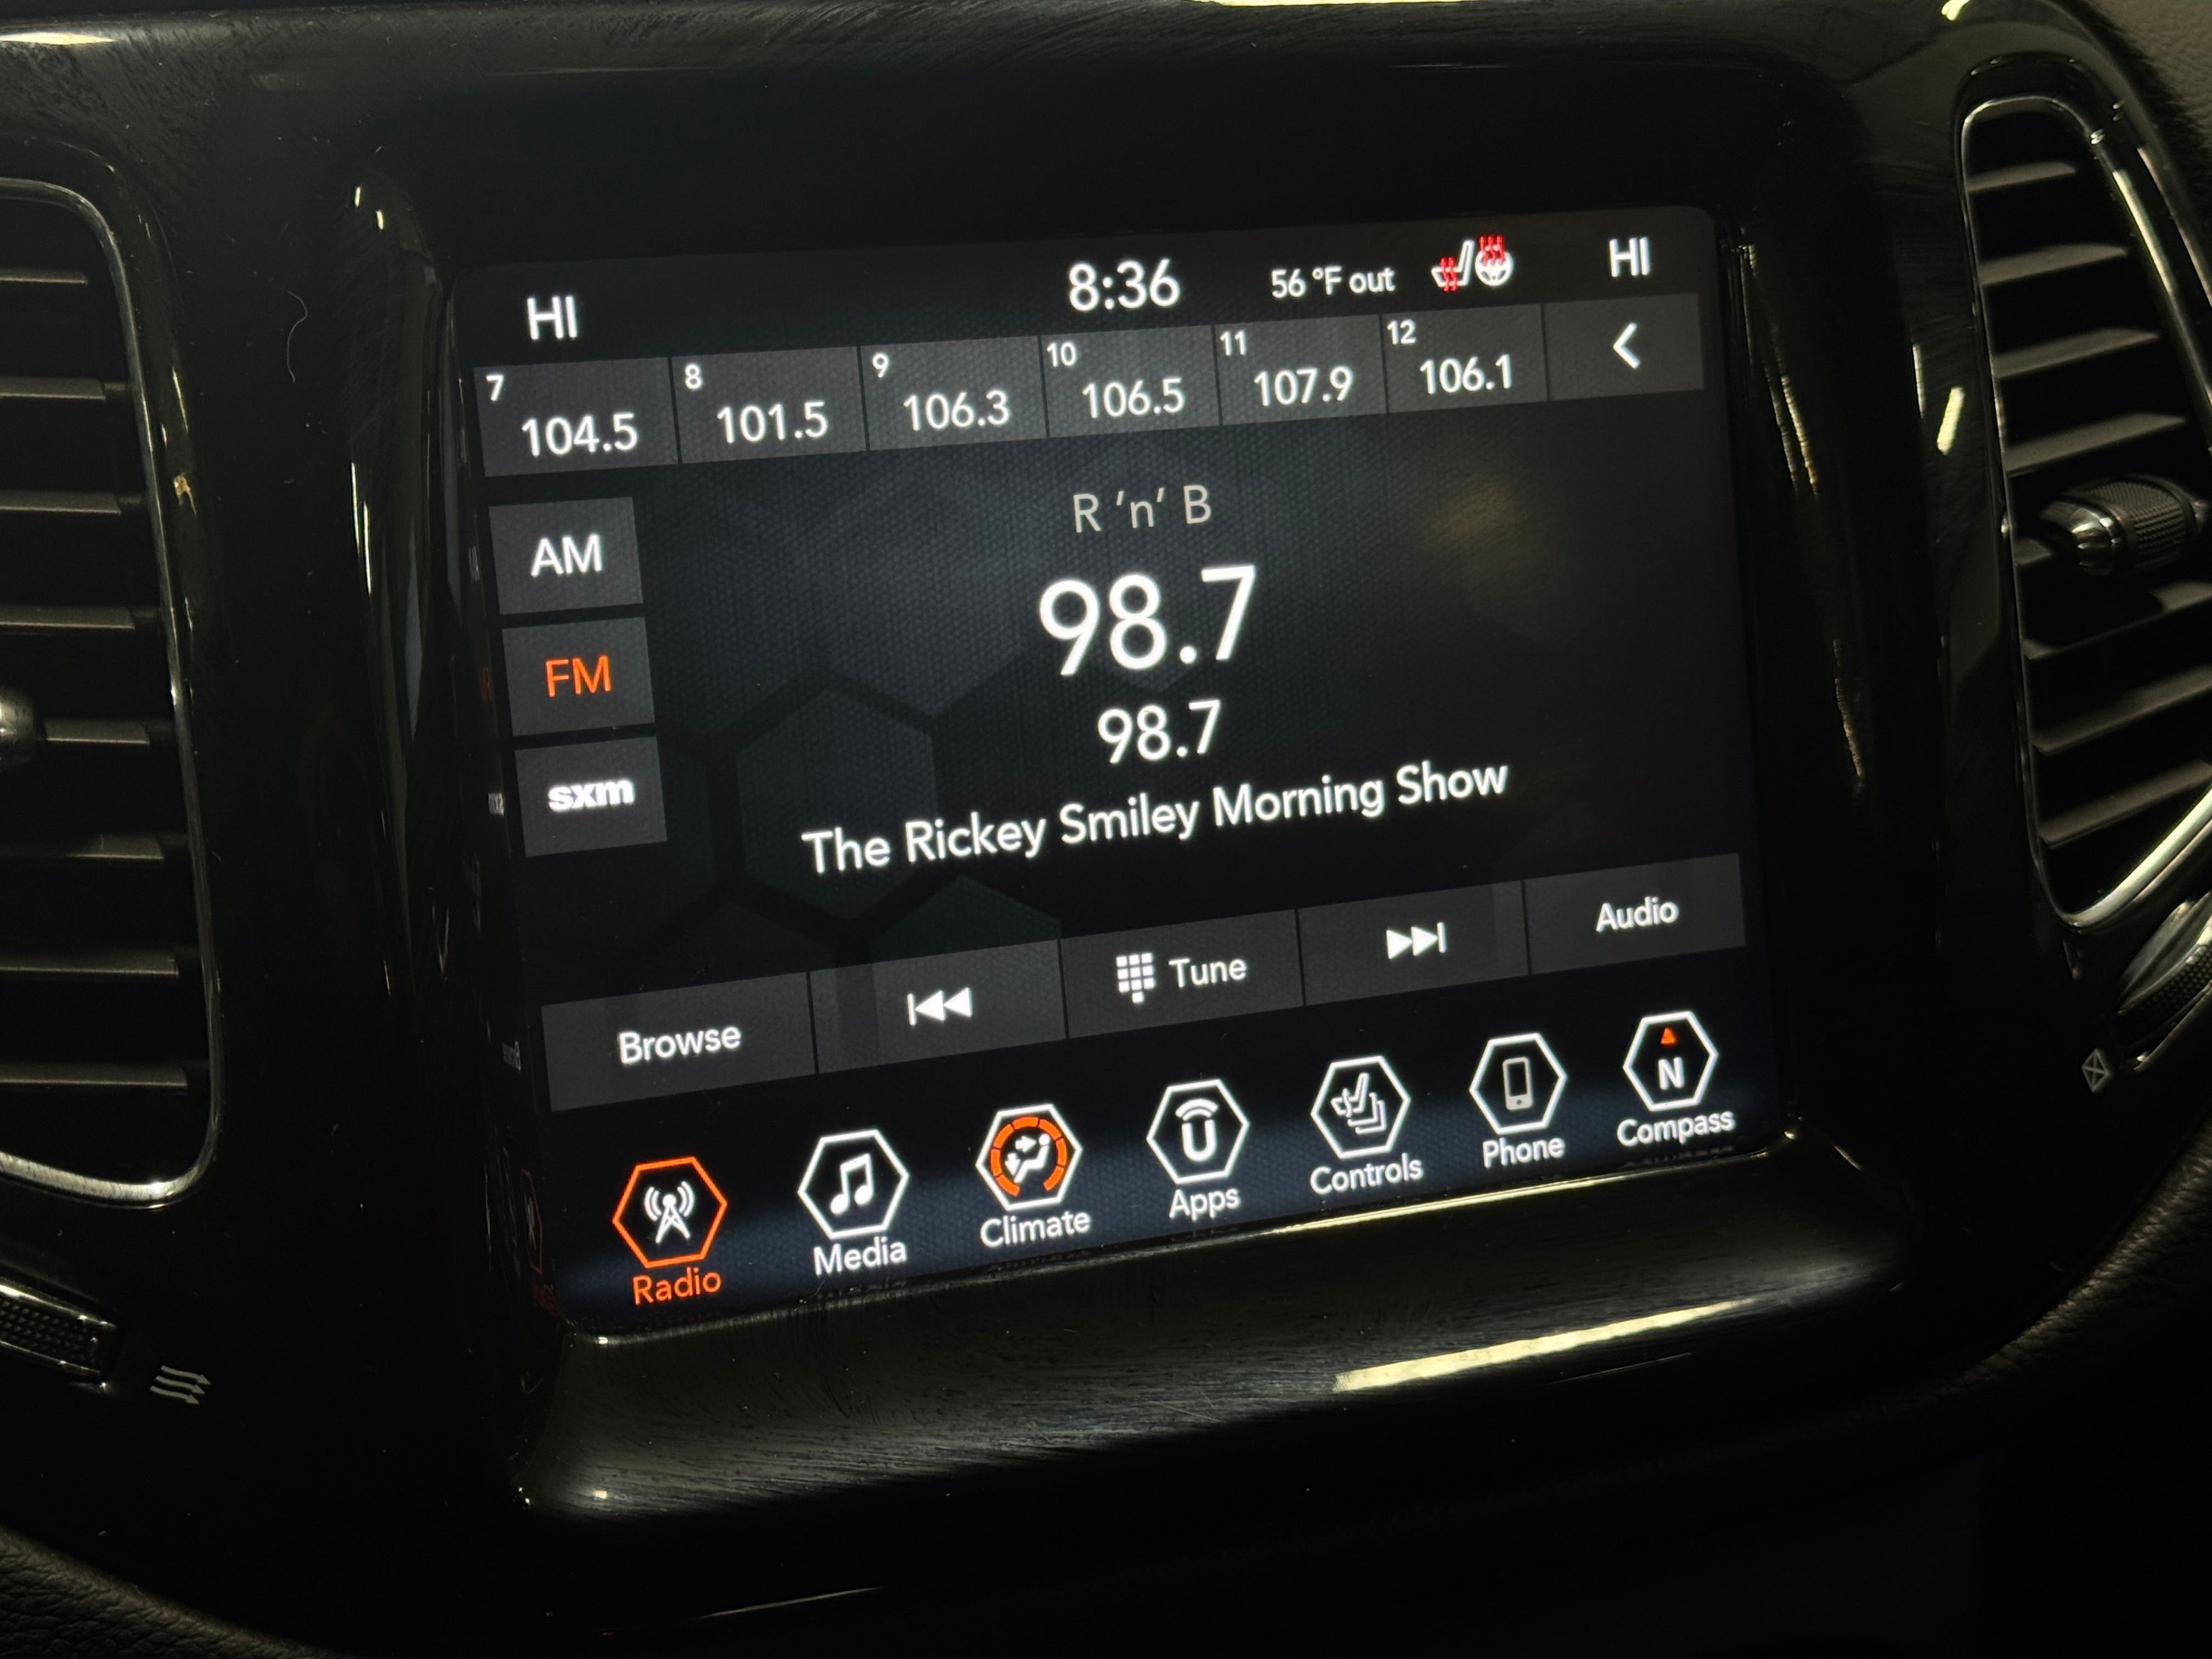 HI 8:36 56 °F out HI
7 104.5 8 101.5 9 106.3 10 106.5 11 107.9 12 106.1
R 'n' B
AM
98.7
FM
98.7
sxm
The Rickey Smiley Morning Show
Browse Tune Audio
U N
Radio Media Climate Apps Controls Phone Compass